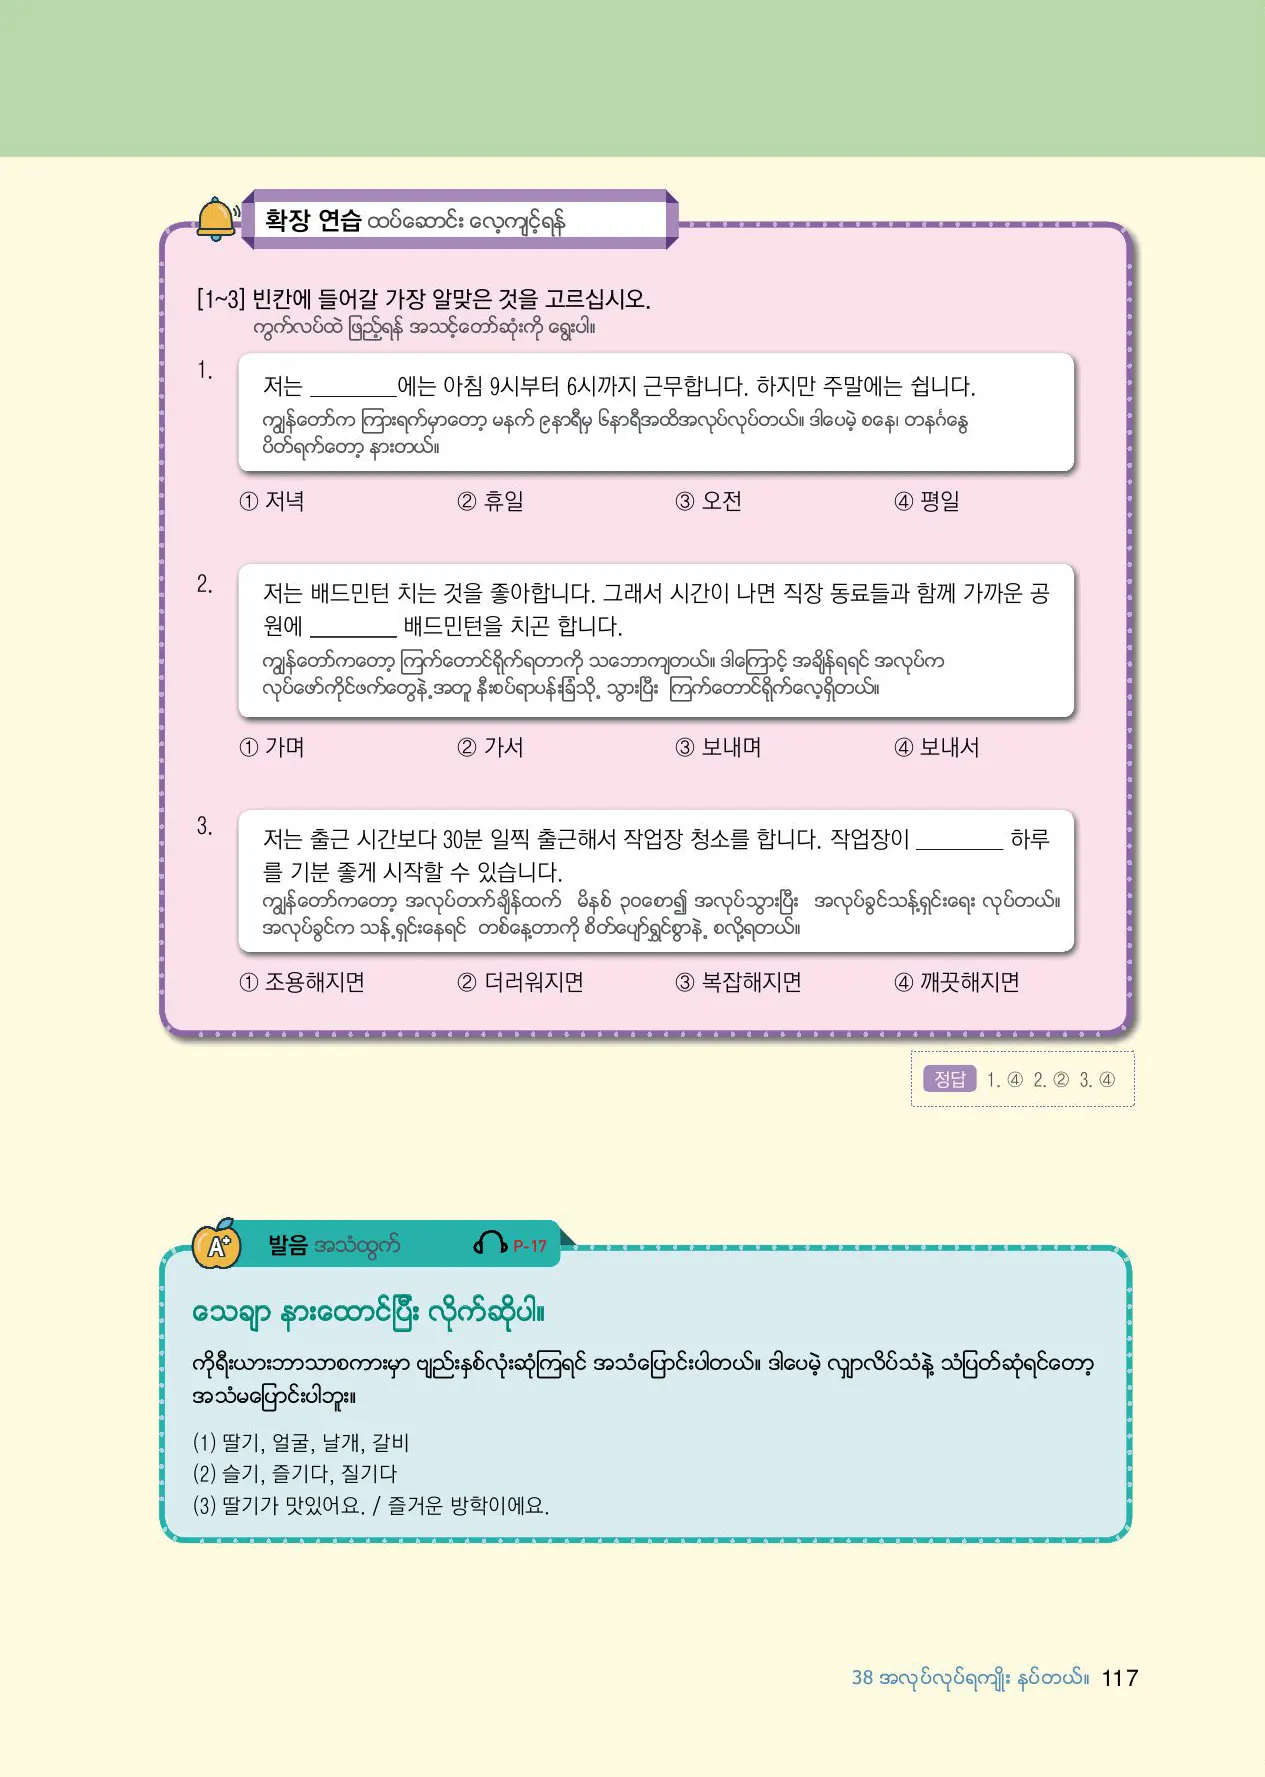 확장 연습 ထပ်ဆောင်း လေ့ကျင့်ရန်
[1~3] 빈칸에 들어갈 가장 알맞은 것을 고르십시오.
ကွက်လပ်ထဲ ဖြည့်ရန် အသင့်တော်ဆုံးကို ရွေးပါ။
1.
저는 ________에는 아침 9시부터 6시까지 근무합니다. 하지만 주말에는 쉽니다.
ကျွန်တော်က ကြားရက်မှာတော့ မနက် ၉နာရီမှ ၆နာရီအထိအလုပ်လုပ်တယ်။ ဒါပေမဲ့ စနေ၊ တနင်္ဂနွေ
ပိတ်ရက်တော့ နားတယ်။
① 저녁 ② 휴일 ③ 오전 ④ 평일
2.
저는 배드민턴 치는 것을 좋아합니다. 그래서 시간이 나면 직장 동료들과 함께 가까운 공
원에 ________ 배드민턴을 치곤 합니다.
ကျွန်တော်ကတော့ ကြက်တောင်ရိုက်ရတာကို သဘောကျတယ်။ ဒါကြောင့် အချိန်ရရင် အလုပ်က
လုပ်ဖော်ကိုင်ဖက်တွေနဲ့ အတူ နီးစပ်ရာပန်းခြံသို့ သွားပြီး ကြက်တောင်ရိုက်လေ့ရှိတယ်။
① 가며 ② 가서 ③ 보내며 ④ 보내서
3.
저는 출근 시간보다 30분 일찍 출근해서 작업장 청소를 합니다. 작업장이 ________ 하루
를 기분 좋게 시작할 수 있습니다.
ကျွန်တော်ကတော့ အလုပ်တက်ချိန်ထက် မိနစ် ၃၀စော၍ အလုပ်သွားပြီး အလုပ်ခွင်သန့်ရှင်းရေး လုပ်တယ်။
အလုပ်ခွင်က သန့်ရှင်းနေရင် တစ်နေ့တာကို စိတ်ပျော်ရွှင်စွာနဲ့ စလို့ရတယ်။
① 조용해지면 ② 더러워지면 ③ 복잡해지면 ④ 깨끗해지면
정답 1. ④ 2. ② 3. ④
A+ 발음 အသံထွက် P-17
သေချာ နားထောင်ပြီး လိုက်ဆိုပါ။
ကိုရီးယားဘာသာစကားမှာ ဗျည်းနှစ်လုံးဆုံကြရင် အသံပြောင်းပါတယ်။ ဒါပေမဲ့ လျှာလိပ်သံနဲ့ သံပြတ်ဆုံရင်တော့
အသံမပြောင်းပါဘူး။
(1) 딸기, 얼굴, 날개, 갈비
(2) 슬기, 즐기다, 질기다
(3) 딸기가 맛있어요. / 즐거운 방학이에요.
38 အလုပ်လုပ်ရကျိုး နပ်တယ်။ 117